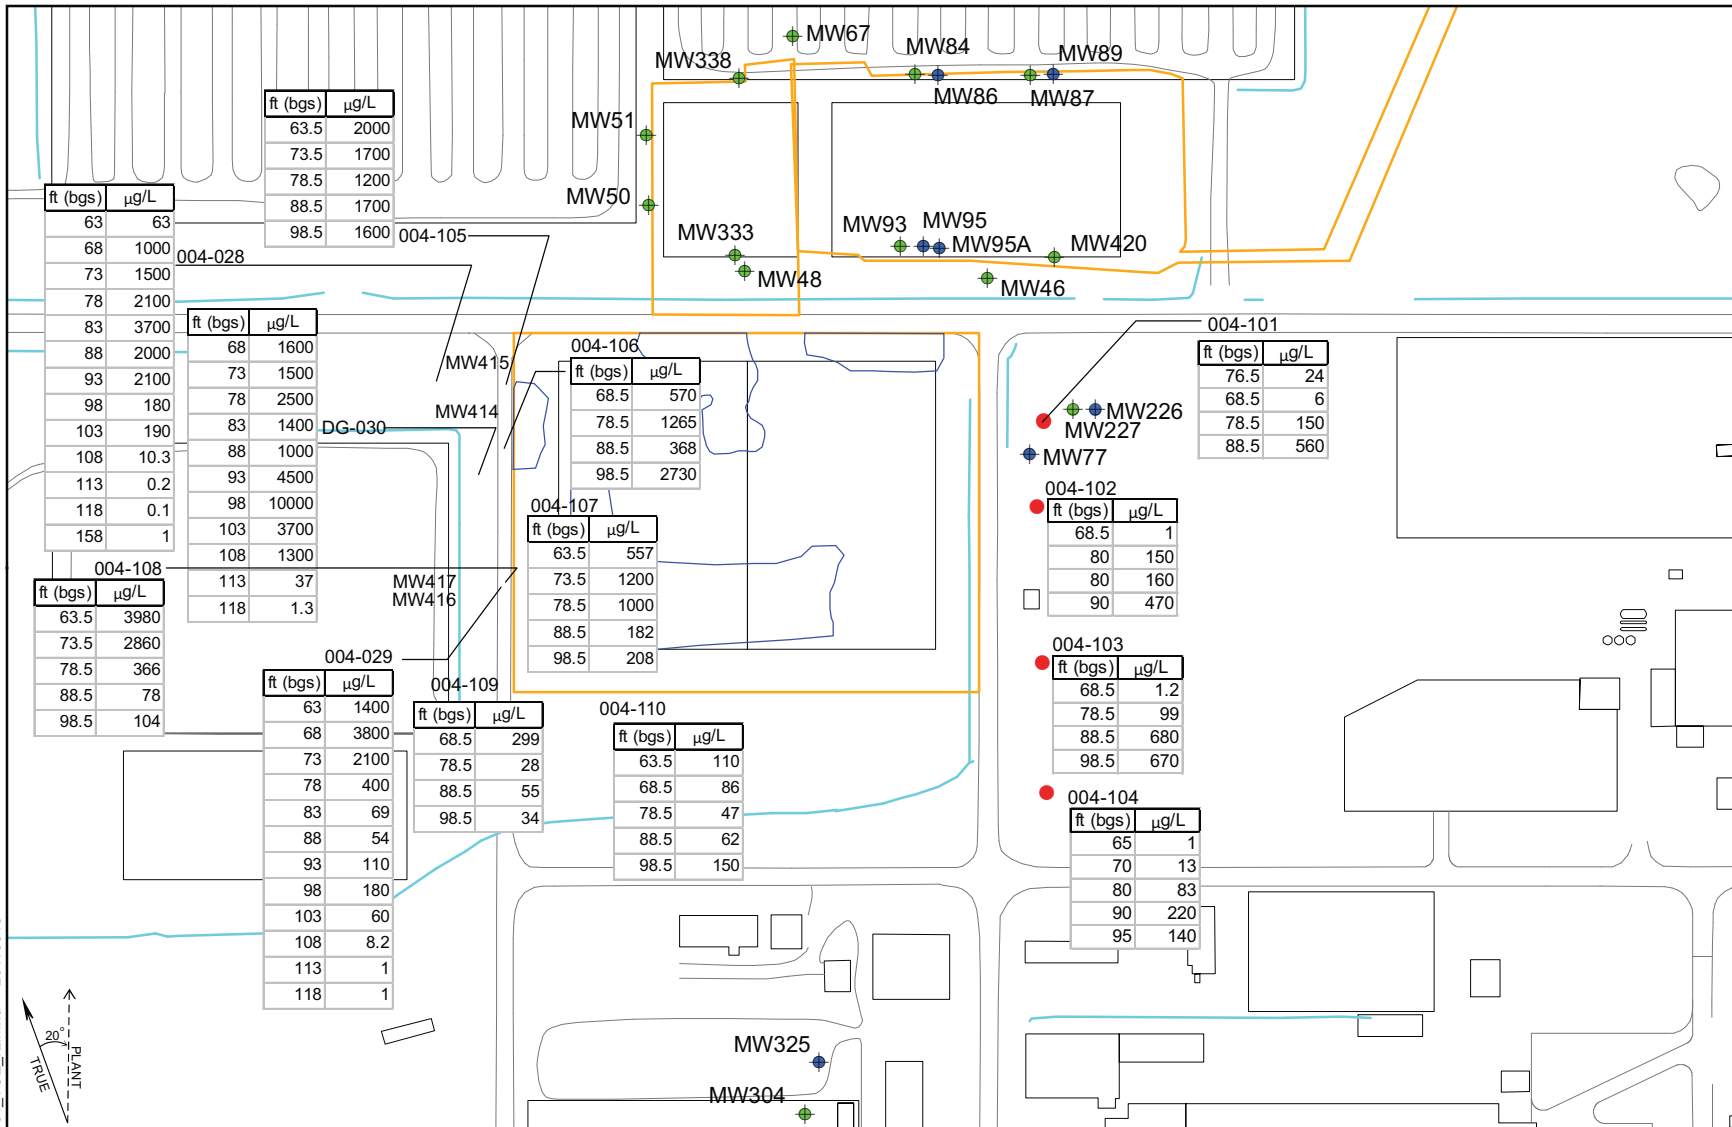 MW67
MW338
MW84
MW89
MW86
MW87
MW51
MW50
MW333
MW48
MW93
MW95
MW95A
MW420
MW46
ft (bgs) µg/L
63.5 2000
73.5 1700
78.5 1200
88.5 1700
98.5 1600
004-105
ft (bgs) µg/L
63 63
68 1000
73 1500
78 2100
83 3700
88 2000
93 2100
98 180
103 190
108 10.3
113 0.2
118 0.1
158 1
004-028
ft (bgs) µg/L
68 1600
73 1500
78 2500
83 1400
88 1000
93 4500
98 10000
103 3700
108 1300
113 37
118 1.3
DG-030
MW415
MW414
004-106
ft (bgs) µg/L
68.5 570
78.5 1265
88.5 368
98.5 2730
004-107
ft (bgs) µg/L
63.5 557
73.5 1200
78.5 1000
88.5 182
98.5 208
004-101
ft (bgs) µg/L
76.5 24
68.5 6
78.5 150
88.5 560
MW226
MW227
MW77
004-102
ft (bgs) µg/L
68.5 1
80 150
80 160
90 470
004-103
ft (bgs) µg/L
68.5 1.2
78.5 99
88.5 680
98.5 670
004-104
ft (bgs) µg/L
65 1
70 13
80 83
90 220
95 140
004-108
ft (bgs) µg/L
63.5 3980
73.5 2860
78.5 366
88.5 78
98.5 104
MW417
MW416
004-029
ft (bgs) µg/L
63 1400
68 3800
73 2100
78 400
83 69
88 54
93 110
98 180
103 60
108 8.2
113 1
118 1
004-109
ft (bgs) µg/L
68.5 299
78.5 28
88.5 55
98.5 34
004-110
ft (bgs) µg/L
63.5 110
68.5 86
78.5 47
88.5 62
98.5 150
20°
TRUE
PLANT
MW325
MW304